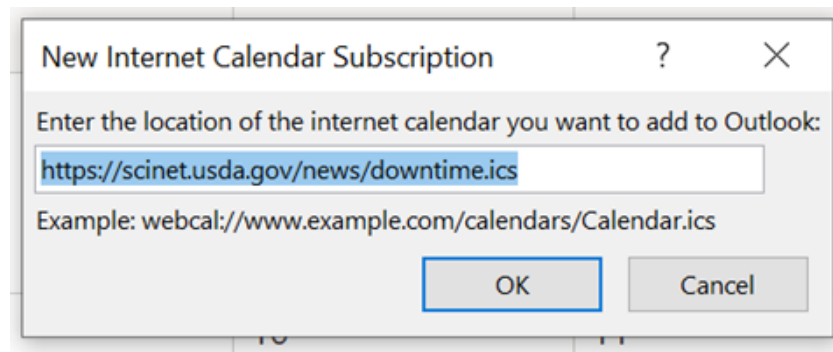 New Internet Calendar Subscription ?
Enter the location of the internet calendar you want to add to Outlook:
https://scinet.usda.gov/news/downtime.ics
Example: webcal://www.example.com/calendars/Calendar.ics
OK Cancel